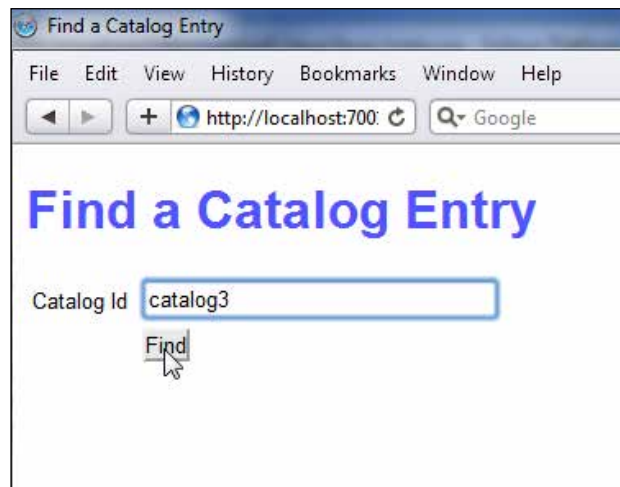 Find a Catalog Entry
File Edit View History Bookmarks Window Help
http://localhost:700 Google
Find a Catalog Entry
Catalog Id catalog3
Find